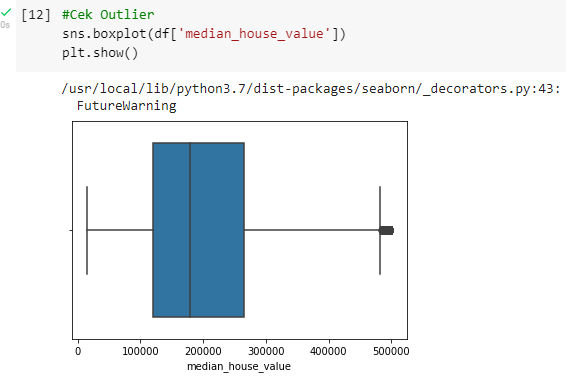 [12] #Cek Outlier
0s
sns.boxplot(df['median_house_value'])
plt.show()
/usr/local/lib/python3.7/dist-packages/seaborn/_decorators.py:43:
FutureWarning
0 100000 200000 300000 400000 500000
median_house_value